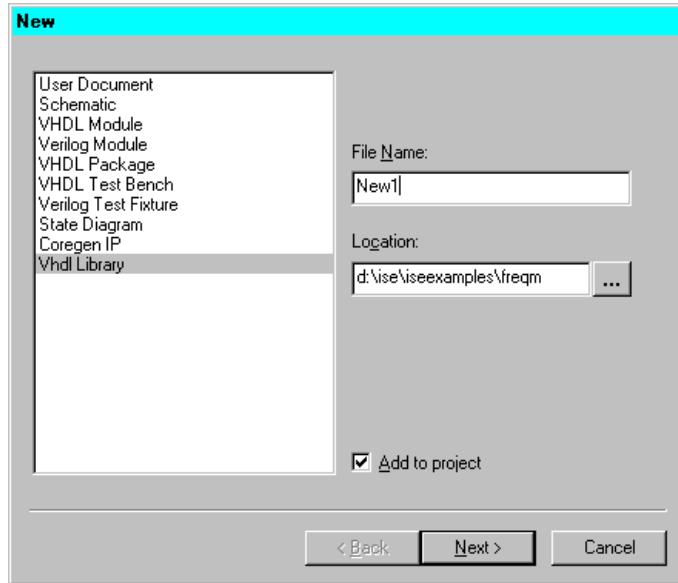 New
User Document
Schematic
VHDL Module
Verilog Module
VHDL Package
VHDL Test Bench
Verilog Test Fixture
State Diagram
Coregen IP
Vhdl Library
File Name:
New1
Location:
d:\ise\iseexamples\freqm
...
Add to project
< Back
Next >
Cancel